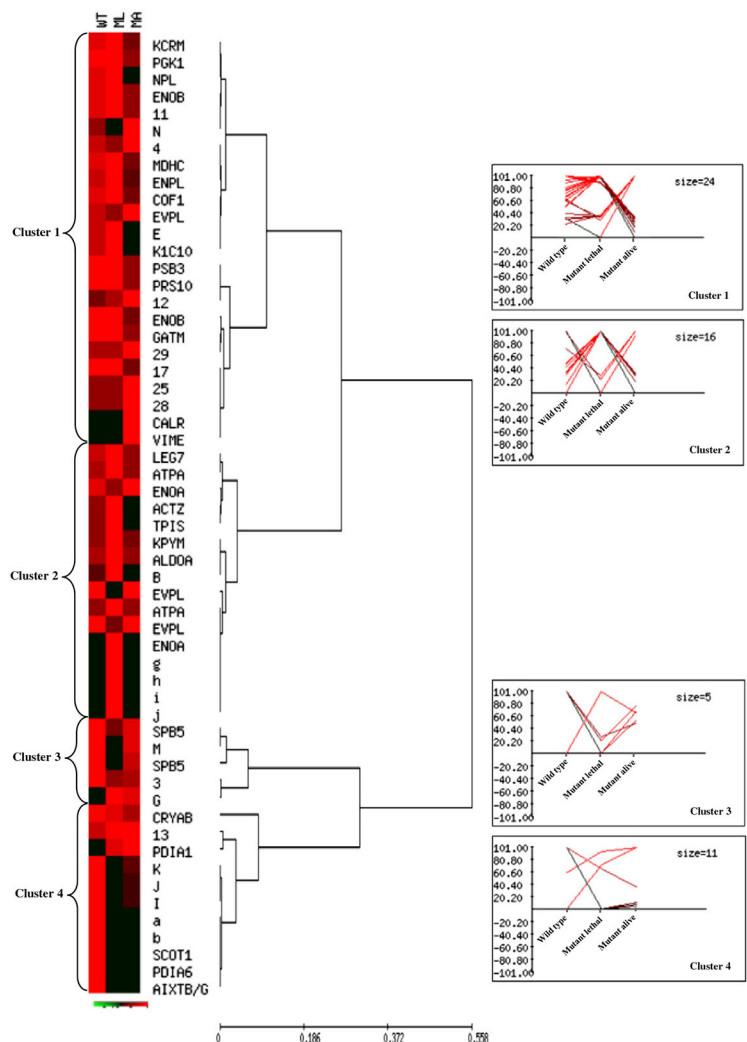 WT ML MA
KCRM
PGK1
NPL
ENOB
11
N
4
MDHC
ENPL
COF1
EVPL
E
K1C10
PSB3
PRS10
12
ENOB
GATM
29
17
25
28
CALR
VIME
LEG7
ATPA
ENOA
ACTZ
TPIS
KPYM
ALDOA
B
EVPL
ATPA
EVPL
ENOA
g
h
i
j
SPB5
M
SPB5
3
G
CRYAB
13
PDIA1
K
J
I
a
b
SCOT1
PDIA6
AIXTB/G
Cluster 1
Cluster 2
Cluster 3
Cluster 4
0 0.186 0.372 0.558
101.00
80.80
60.60
40.40
20.20
-20.20
-40.40
-60.60
-80.80
-101.00
size=24
Wild type
Mutant lethal
Mutant alive
Cluster 1
101.00
80.80
60.60
40.40
20.20
-20.20
-40.40
-60.60
-80.80
-101.00
size=16
Wild type
Mutant lethal
Mutant alive
Cluster 2
101.00
80.80
60.60
40.40
20.20
-20.20
-40.40
-60.60
-80.80
-101.00
size=5
Wild type
Mutant lethal
Mutant alive
Cluster 3
101.00
80.80
60.60
40.40
20.20
-20.20
-40.40
-60.60
-80.80
-101.00
size=11
Wild type
Mutant lethal
Mutant alive
Cluster 4